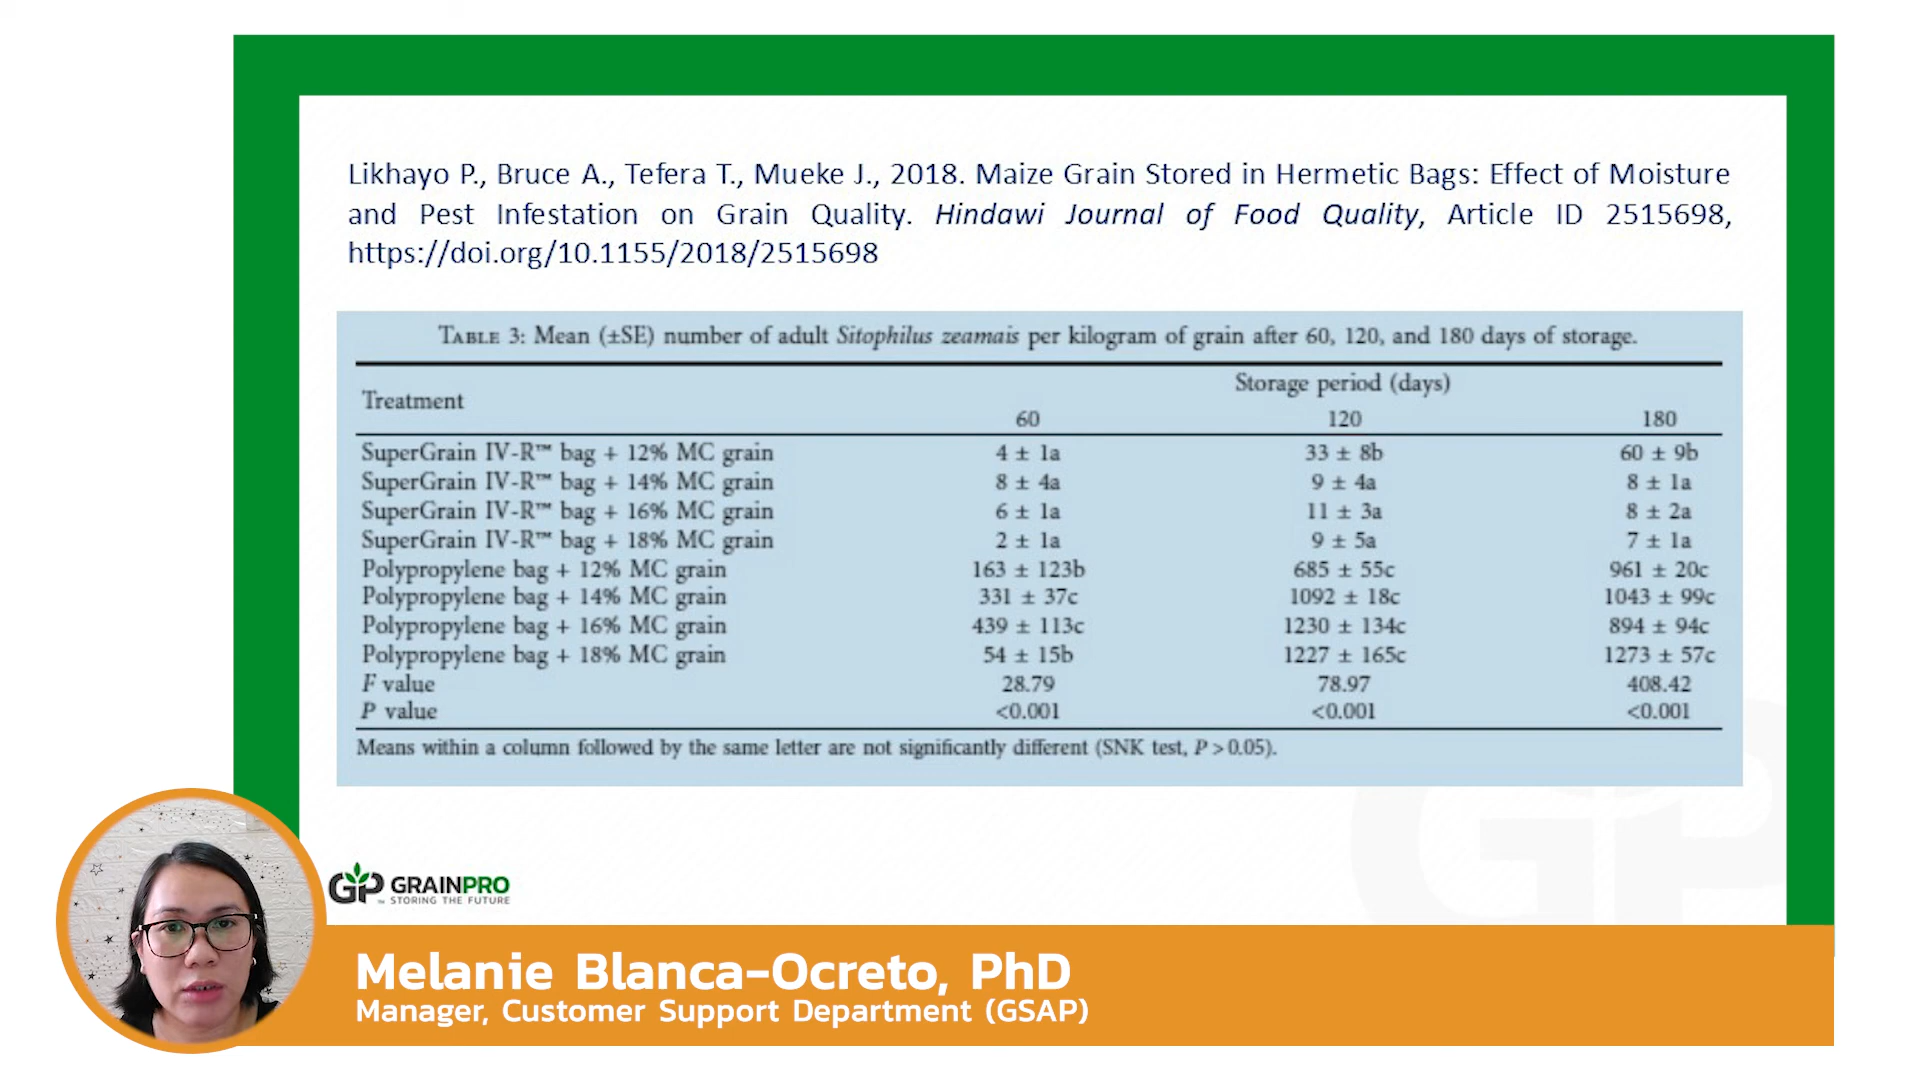 Likhayo P., Bruce A., Tefera T., Mueke J., 2018. Maize Grain Stored in Hermetic Bags: Effect of Moisture
and Pest Infestation on Grain Quality. Hindawi Journal of Food Quality, Article ID 2515698,
https://doi.org/10.1155/2018/2515698
TABLE 3: Mean (±SE) number of adult Sitophilus zeamais per kilogram of grain after 60, 120, and 180 days of storage.
Treatment Storage period (days)
60 120 180
SuperGrain IV-R™ bag + 12% MC grain 4 ± 1a 33 ± 8b 60 ± 9b
SuperGrain IV-R™ bag + 14% MC grain 8 ± 4a 9 ± 4a 8 ± 1a
SuperGrain IV-R™ bag + 16% MC grain 6 ± 1a 11 ± 3a 8 ± 2a
SuperGrain IV-R™ bag + 18% MC grain 2 ± 1a 9 ± 5a 7 ± 1a
Polypropylene bag + 12% MC grain 163 ± 123b 685 ± 55c 961 ± 20c
Polypropylene bag + 14% MC grain 331 ± 37c 1092 ± 18c 1043 ± 99c
Polypropylene bag + 16% MC grain 439 ± 113c 1230 ± 134c 894 ± 94c
Polypropylene bag + 18% MC grain 54 ± 15b 1227 ± 165c 1273 ± 57c
F value 28.79 78.97 408.42
P value <0.001 <0.001 <0.001
Means within a column followed by the same letter are not significantly different (SNK test, P > 0.05).
GP GRAINPRO
™ STORING THE FUTURE
GP
Melanie Blanca-Ocreto, PhD
Manager, Customer Support Department (GSAP)